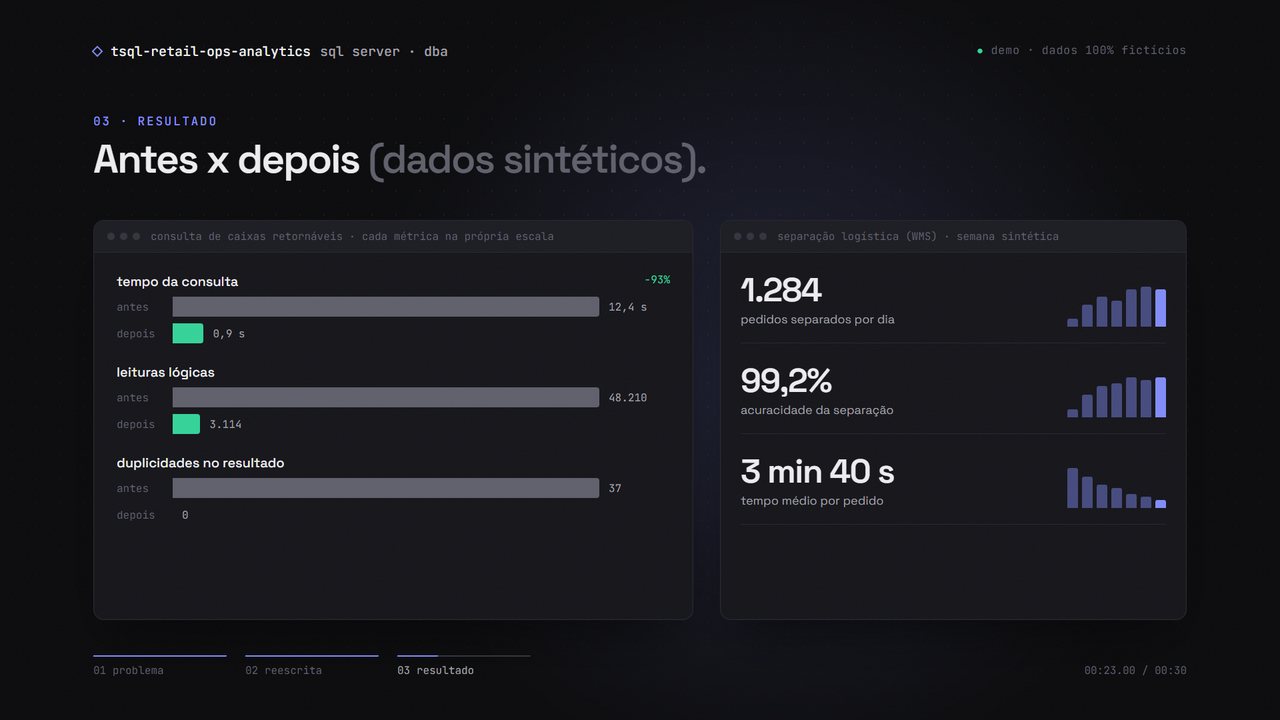 tsql-retail-ops-analytics sql server · dba
demo · dados 100% fictícios
03 · RESULTADO
Antes x depois (dados sintéticos).
consulta de caixas retornáveis · cada métrica na própria escala
tempo da consulta
-93%
antes
12,4 s
depois
0,9 s
leituras lógicas
antes
48.210
depois
3.114
duplicidades no resultado
antes
37
depois
0
separação logística (WMS) · semana sintética
1.284
pedidos separados por dia
99,2%
acuracidade da separação
3 min 40 s
tempo médio por pedido
01 problema
02 reescrita
03 resultado
00:23.00 / 00:30